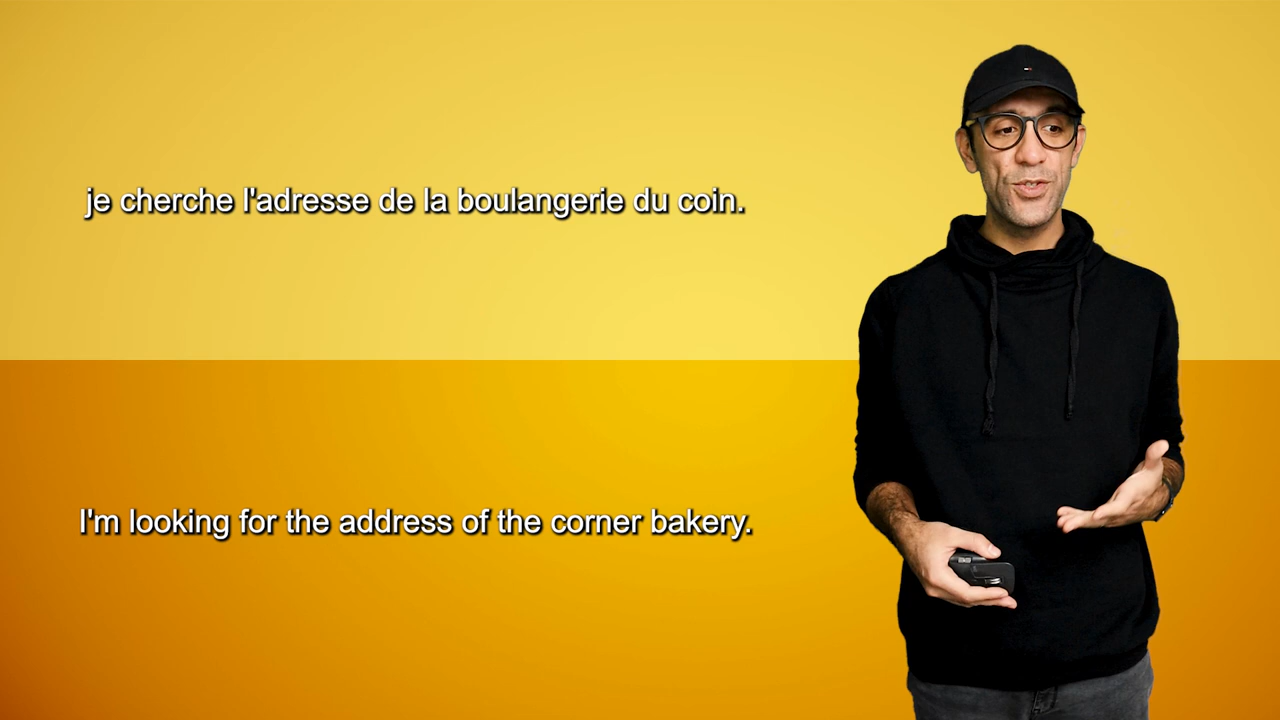 je cherche l'adresse de la boulangerie du coin.
I'm looking for the address of the corner bakery.